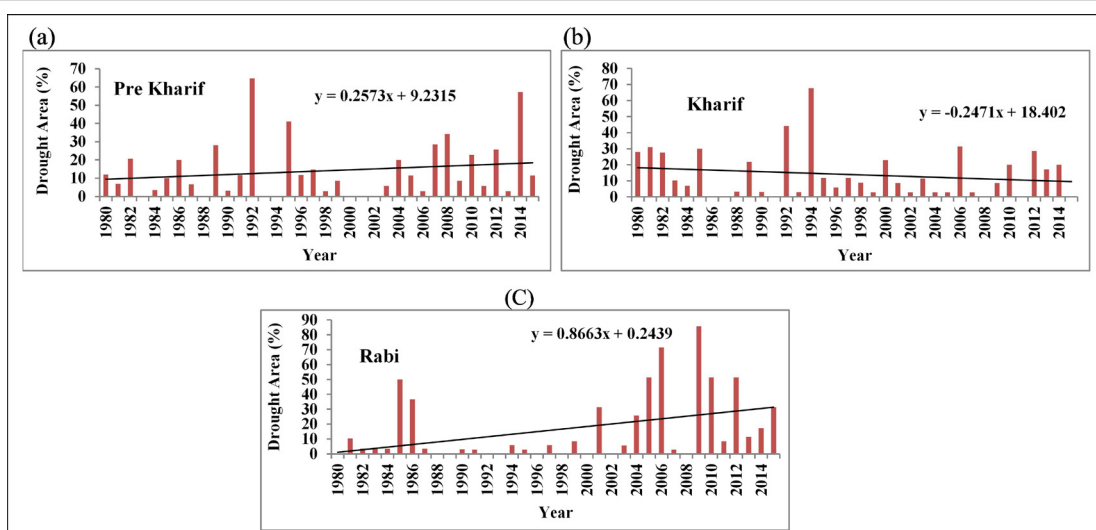 (a)
Drought Area (%)
70
60
50
40
30
20
10
0
Pre Kharif
y = 0.2573x + 9.2315
1980 1982 1984 1986 1988 1990 1992 1994 1996 1998 2000 2002 2004 2006 2008 2010 2012 2014
Year
(b)
Drought Area (%)
80
70
60
50
40
30
20
10
0
Kharif
y = -0.2471x + 18.402
1980 1982 1984 1986 1988 1990 1992 1994 1996 1998 2000 2002 2004 2006 2008 2010 2012 2014
Year
(C)
Drought Area (%)
90
80
70
60
50
40
30
20
10
0
Rabi
y = 0.8663x + 0.2439
1980 1982 1984 1986 1988 1990 1992 1994 1996 1998 2000 2002 2004 2006 2008 2010 2012 2014
Year